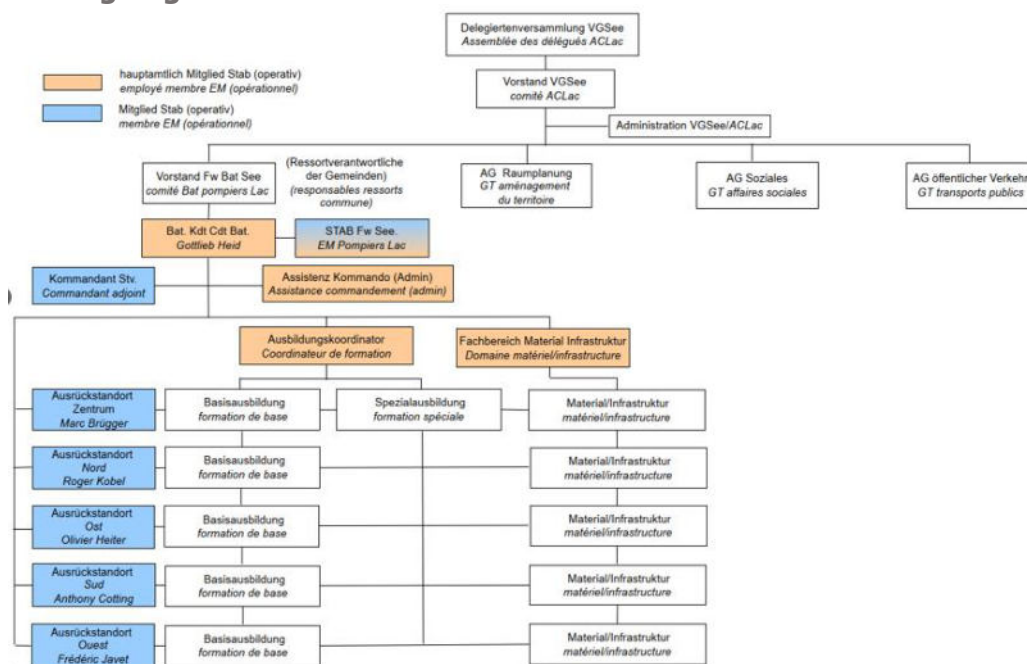 Delegiertenversammlung VGSee
Assemblée des délégués ACLac
hauptamtlich Mitglied Stab (operativ)
employé membre EM (opérationnel)
Mitglied Stab (operativ)
membre EM (opérationnel)
Vorstand VGSee
comité ACLac
Administration VGSee/ACLac
Vorstand Fw Bat See
comité Bat pompiers Lac
(Ressortverantwortliche
der Gemeinden)
(responsables ressorts
commune)
AG Raumplanung
GT aménagement
du territoire
AG Soziales
GT affaires sociales
AG öffentlicher Verkehr
GT transports publics
Bat. Kdt Cdt Bat.
Gottlieb Heid
STAB Fw See.
EM Pompiers Lac
Kommandant Stv.
Commandant adjoint
Assistenz Kommando (Admin)
Assistance commandement (admin)
Ausbildungskoordinator
Coordinateur de formation
Fachbereich Material Infrastruktur
Domaine matériel/infrastructure
Ausrückstandort
Zentrum
Marc Brügger
Basisausbildung
formation de base
Spezialausbildung
formation spéciale
Material/Infrastruktur
matériel/infrastructure
Ausrückstandort
Nord
Roger Kobel
Basisausbildung
formation de base
Material/Infrastruktur
matériel/infrastructure
Ausrückstandort
Ost
Olivier Heiter
Basisausbildung
formation de base
Material/Infrastruktur
matériel/infrastructure
Ausrückstandort
Sud
Anthony Cotting
Basisausbildung
formation de base
Material/Infrastruktur
matériel/infrastructure
Ausrückstandort
Ouest
Frédéric Javet
Basisausbildung
formation de base
Material/Infrastruktur
matériel/infrastructure